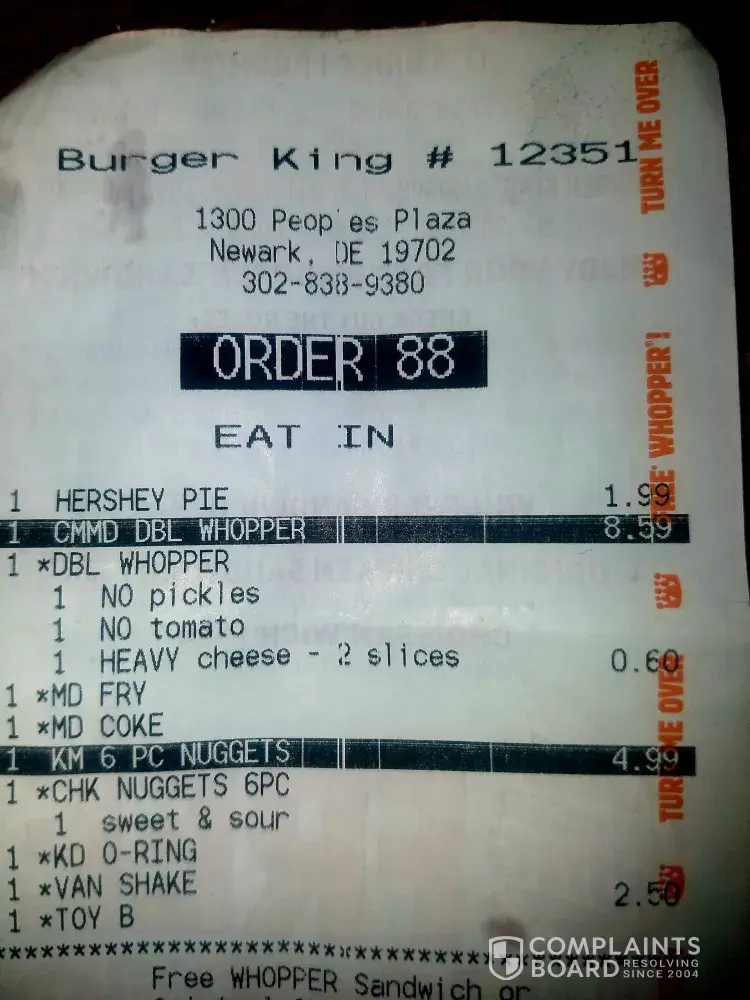 Burger King # 12351
1300 Peop es Plaza
Newark, DE 19702
302-838-9380
ORDER 88
EAT IN
1 HERSHEY PIE 1.99
1 CMMD DBL WHOPPER 8.59
1 *DBL WHOPPER
1 NO pickles
1 NO tomato
1 HEAVY cheese - 2 slices 0.60
1 *MD FRY
1 *MD COKE
1 KM 6 PC NUGGETS 4.99
1 *CHK NUGGETS 6PC
1 sweet & sour
1 *KD O-RING
1 *VAN SHAKE 2.50
1 *TOY B
Free WHOPPER Sandwich or
TURN ME OVER
FREE WHOPPER®!
TURN ME OVER
COMPLAINTS
BOARD RESOLVING
SINCE 2004